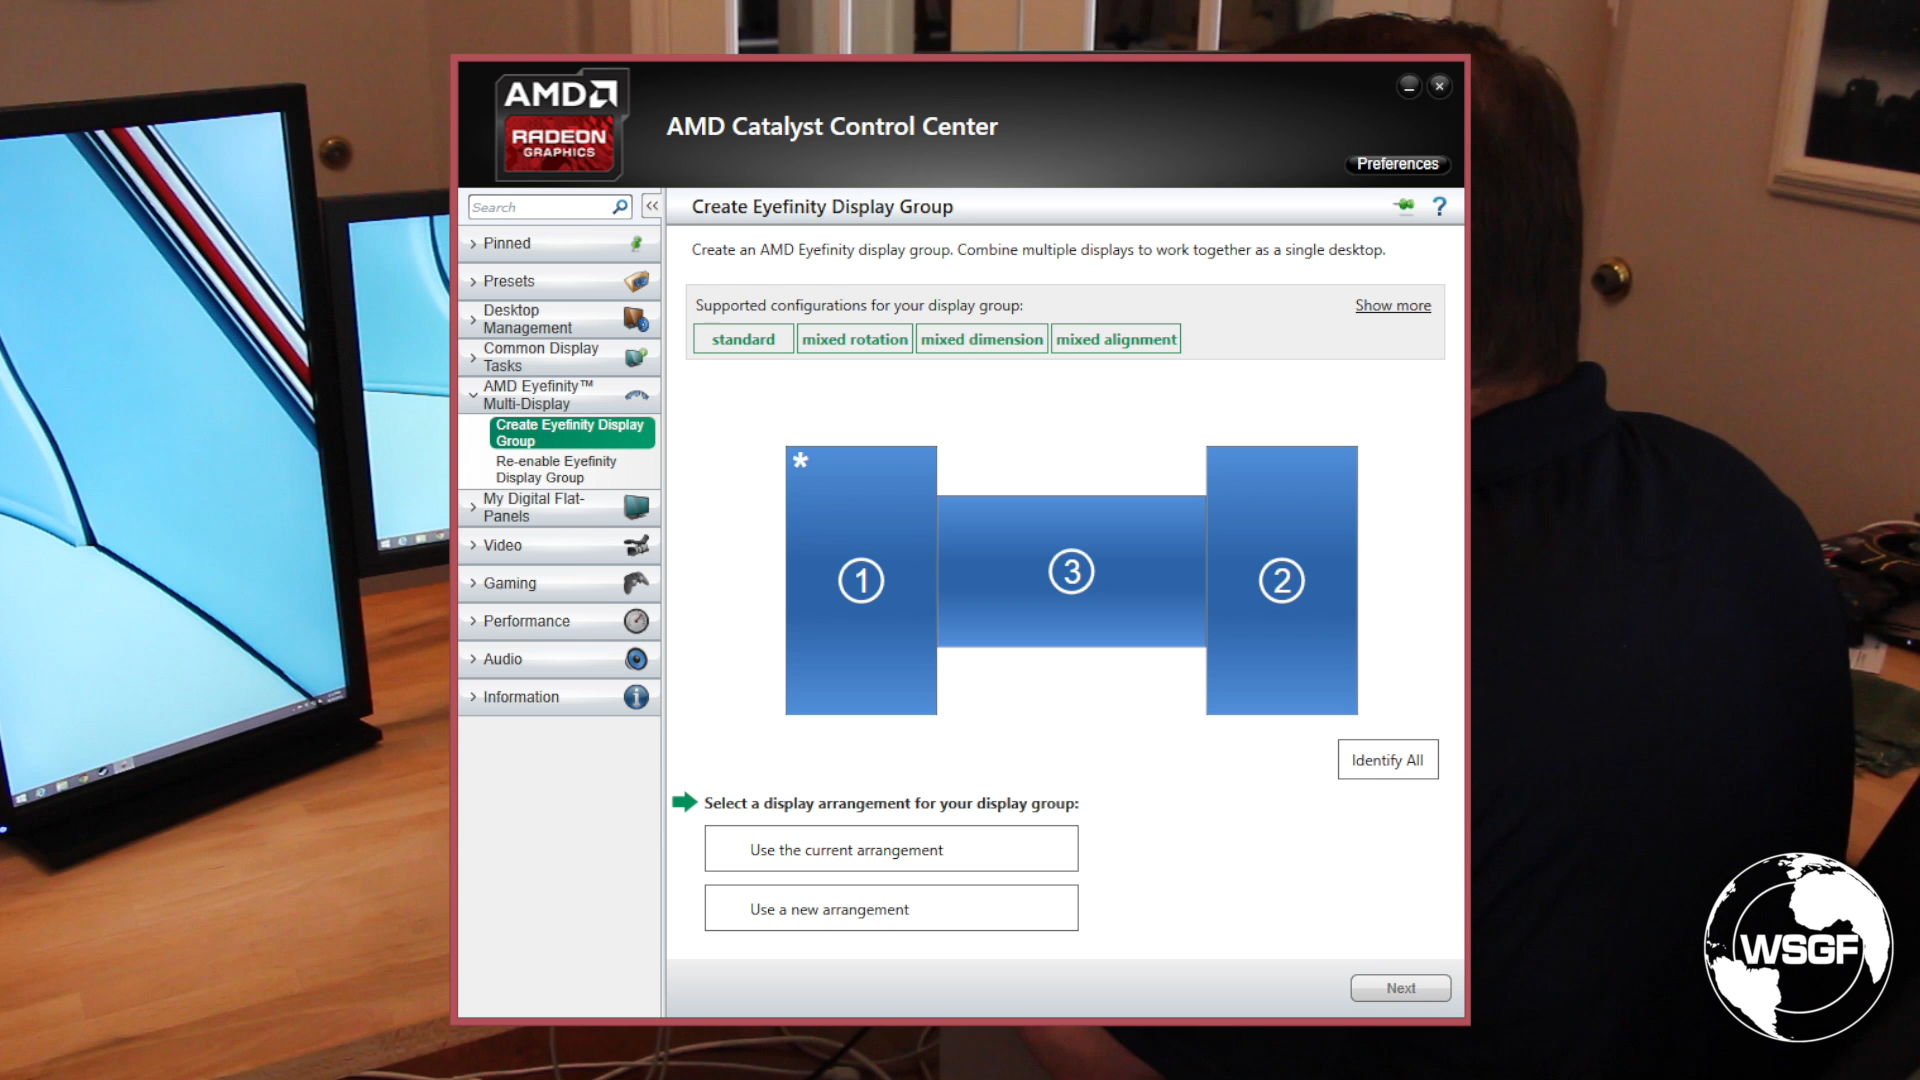 AMD
RADEON
GRAPHICS
AMD Catalyst Control Center
Preferences
Search
Create Eyefinity Display Group
?
Pinned
Presets
Desktop
Management
Common Display
Tasks
AMD Eyefinity™
Multi-Display
Create Eyefinity Display
Group
Re-enable Eyefinity
Display Group
My Digital Flat-
Panels
Video
Gaming
Performance
Audio
Information
Create an AMD Eyefinity display group. Combine multiple displays to work together as a single desktop.
Supported configurations for your display group:
Show more
standard
mixed rotation
mixed dimension
mixed alignment
*
1
3
2
Identify All
Select a display arrangement for your display group:
Use the current arrangement
Use a new arrangement
Next
WSGF